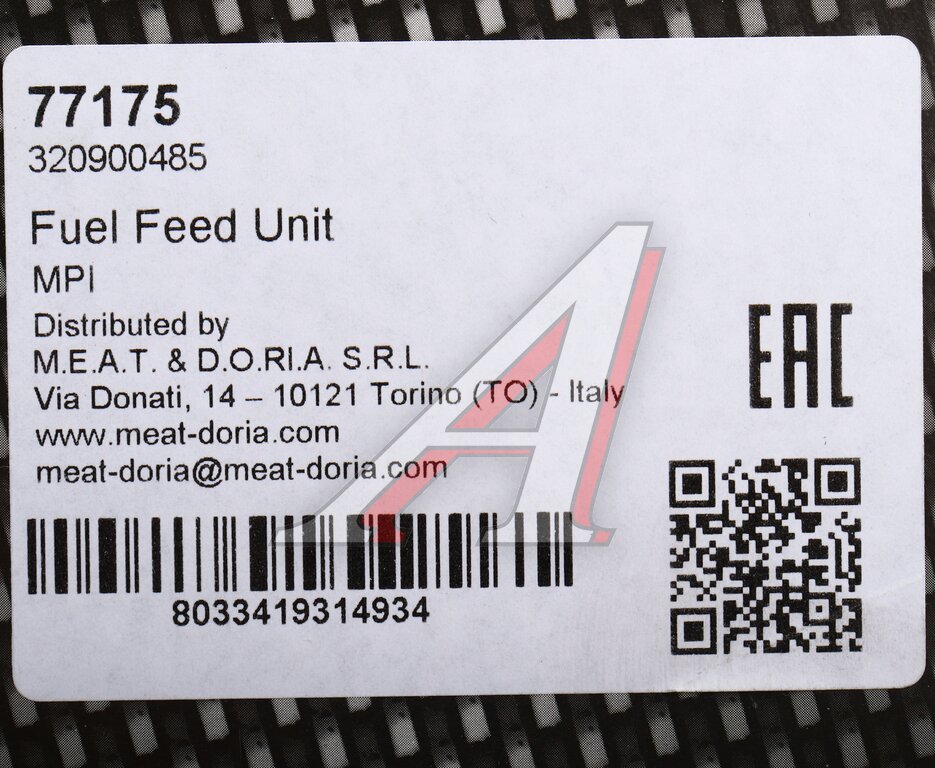 77175
320900485
Fuel Feed Unit
MPI
Distributed by
M.E.A.T. & D.O.RI.A. S.R.L.
Via Donati, 14 – 10121 Torino (TO) - Italy
www.meat-doria.com
meat-doria@meat-doria.com
EAC
8033419314934